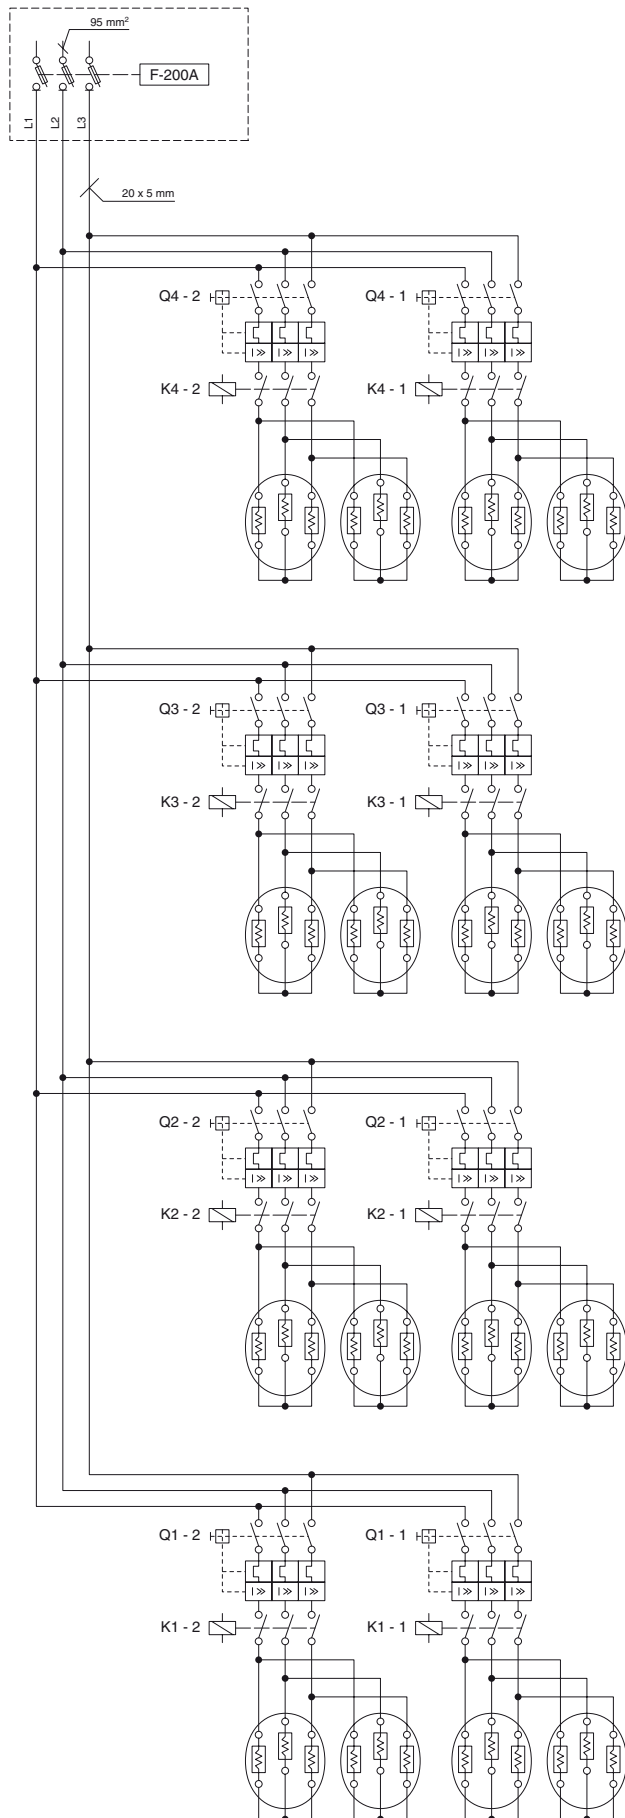 95 mm²
F-200A
L1
L2
L3
20 x 5 mm
Q4 - 2
Q4 - 1
I>>
I>>
I>>
I>>
I>>
I>>
K4 - 2
K4 - 1
Q3 - 2
Q3 - 1
I>>
I>>
I>>
I>>
I>>
I>>
K3 - 2
K3 - 1
Q2 - 2
Q2 - 1
I>>
I>>
I>>
I>>
I>>
I>>
K2 - 2
K2 - 1
Q1 - 2
Q1 - 1
I>>
I>>
I>>
I>>
I>>
I>>
K1 - 2
K1 - 1